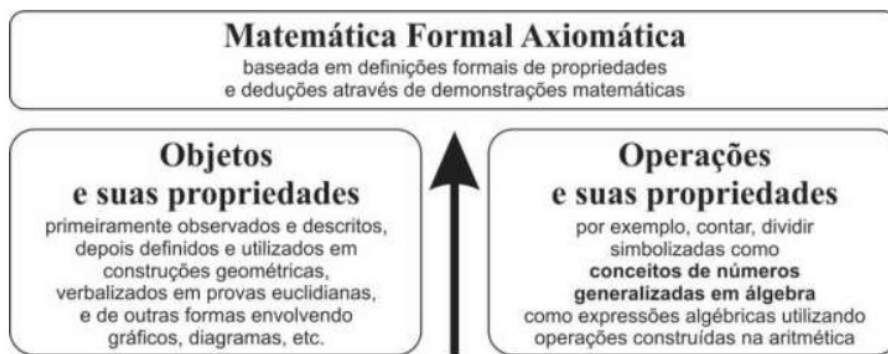 Matemática Formal Axiomática
baseada em definições formais de propriedades
e deduções através de demonstrações matemáticas
Objetos
e suas propriedades
primeiramente observados e descritos,
depois definidos e utilizados em
construções geométricas,
verbalizados em provas euclidianas,
e de outras formas envolvendo
gráficos, diagramas, etc.
Operações
e suas propriedades
por exemplo, contar, dividir
simbolizadas como
conceitos de números
generalizadas em álgebra
como expressões algébricas utilizando
operações construídas na aritmética